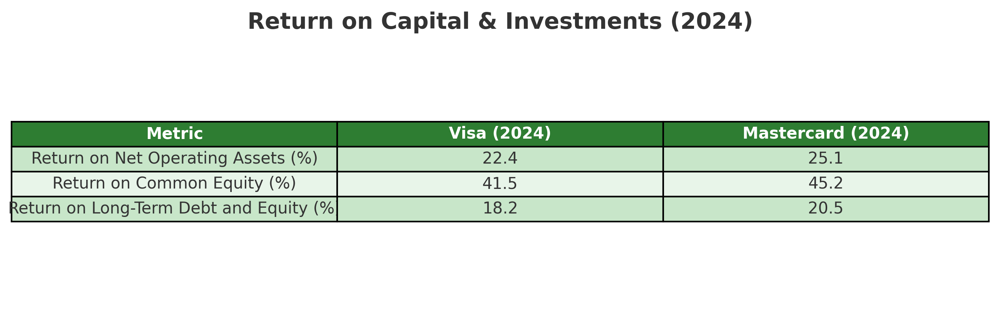 Return on Capital & Investments (2024)
Metric Visa (2024) Mastercard (2024)
Return on Net Operating Assets (%) 22.4 25.1
Return on Common Equity (%) 41.5 45.2
Return on Long-Term Debt and Equity (%) 18.2 20.5